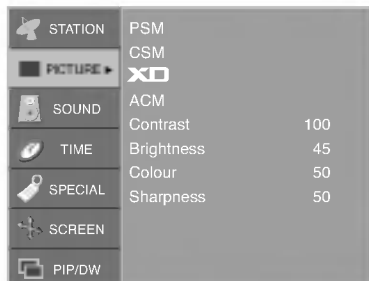 STATION
PICTURE ▶
SOUND
TIME
SPECIAL
SCREEN
PIP/DW
PSM
CSM
XD
ACM
Contrast 100
Brightness 45
Colour 50
Sharpness 50